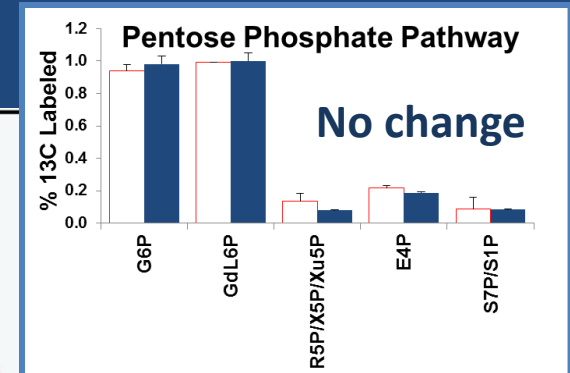 Pentose Phosphate Pathway
No change
% 13C Labeled
1.2
1.0
0.8
0.6
0.4
0.2
0.0
G6P
GdL6P
R5P/X5P/Xu5P
E4P
S7P/S1P